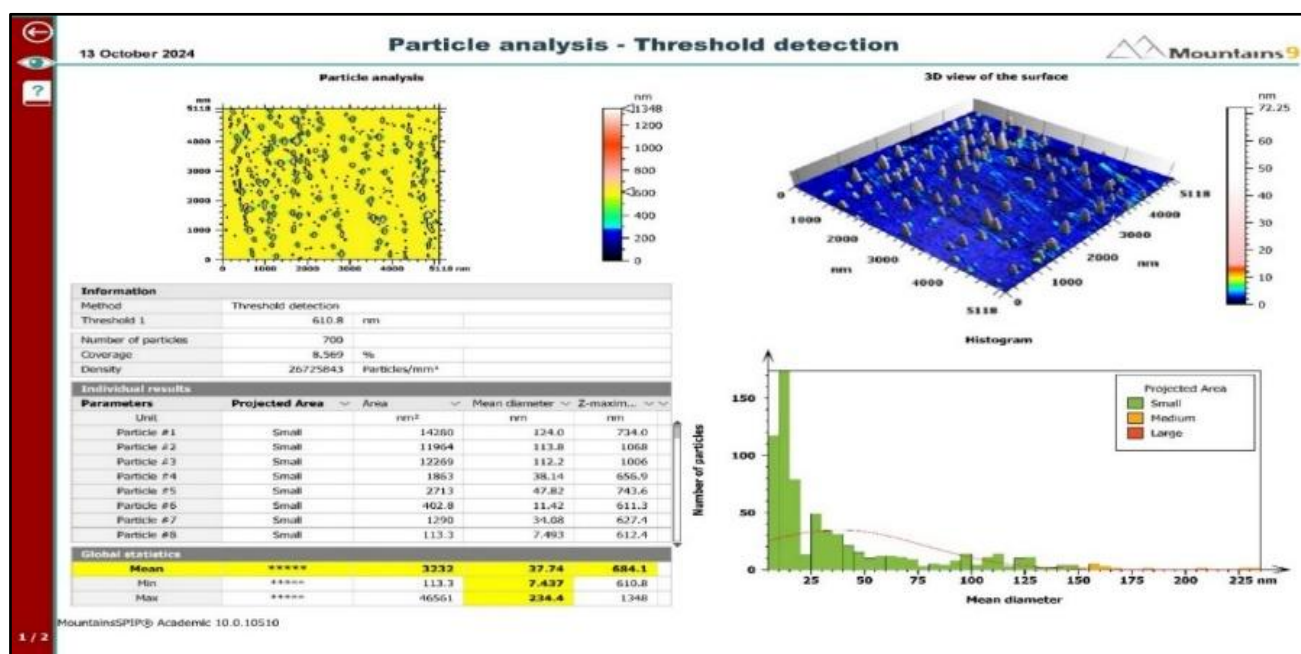 Particle analysis - Threshold detection
13 October 2024
Mountains 9
?
Particle analysis
nm
5118
4000
3000
2000
1000
0
0 1000 2000 3000 4000 5118 nm
nm
1348
1200
1000
800
600
400
200
0
3D view of the surface
0
1000
2000
3000
4000
5118
nm
5118
4000
3000
2000
1000
0
nm
nm
72.25
60
50
40
30
20
10
0
Information
Method Threshold detection
Threshold 1 610.8 nm
Number of particles 700
Coverage 8.569 %
Density 26725843 Particles/mm²
Individual results
Parameters Projected Area Area Mean diameter Z-maxim...
Unit nm² nm nm
Particle #1 Small 14280 124.0 734.0
Particle #2 Small 11964 113.8 1068
Particle #3 Small 12269 112.2 1006
Particle #4 Small 1863 38.14 656.9
Particle #5 Small 2713 47.82 743.6
Particle #6 Small 402.8 11.42 611.3
Particle #7 Small 1290 34.08 627.4
Particle #8 Small 113.3 7.493 612.4
Global statistics
Mean ***** 3232 37.74 684.1
Min ***** 113.3 7.437 610.8
Max ***** 46561 234.4 1348
Histogram
Number of particles
150
100
50
0
25 50 75 100 125 150 175 200 225 nm
Mean diameter
Projected Area
Small
Medium
Large
MountainsSPIP® Academic 10.0.10510
1 / 2